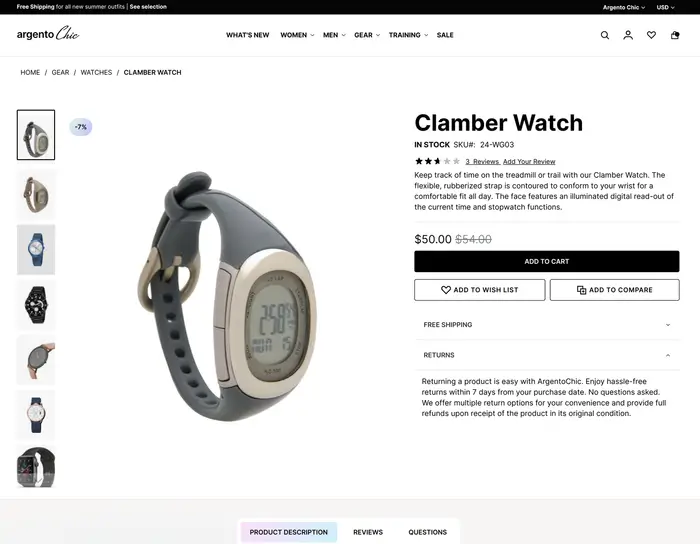 Free Shipping for all new summer outfits | See selection
Argento Chic
USD
argento Chic
WHAT'S NEW WOMEN MEN GEAR TRAINING SALE
HOME / GEAR / WATCHES / CLAMBER WATCH
-7%
Clamber Watch
IN STOCK SKU#: 24-WG03
3 Reviews Add Your Review
Keep track of time on the treadmill or trail with our Clamber Watch. The
flexible, rubberized strap is contoured to conform to your wrist for a
comfortable fit all day. The face features an illuminated digital read-out of
the current time and stopwatch functions.
$50.00 $54.00
ADD TO CART
ADD TO WISH LIST
ADD TO COMPARE
FREE SHIPPING
RETURNS
Returning a product is easy with ArgentoChic. Enjoy hassle-free
returns within 7 days from your purchase date. No questions asked.
We offer multiple return options for your convenience and provide full
refunds upon receipt of the product in its original condition.
PRODUCT DESCRIPTION REVIEWS QUESTIONS